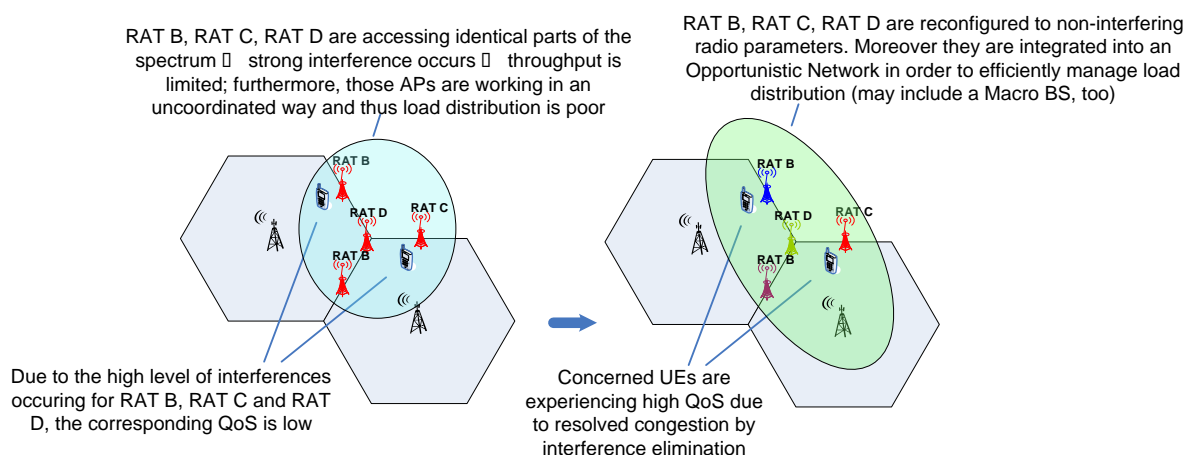 RAT B, RAT C, RAT D are accessing identical parts of the
spectrum ▯ strong interference occurs ▯ throughput is
limited; furthermore, those APs are working in an
uncoordinated way and thus load distribution is poor
RAT B, RAT C, RAT D are reconfigured to non-interfering
radio parameters. Moreover they are integrated into an
Opportunistic Network in order to efficiently manage load
distribution (may include a Macro BS, too)
RAT B
RAT D
RAT C
RAT B
RAT B
RAT D
RAT C
RAT B
Due to the high level of interferences
occuring for RAT B, RAT C and RAT
D, the corresponding QoS is low
Concerned UEs are
experiencing high QoS due
to resolved congestion by
interference elimination